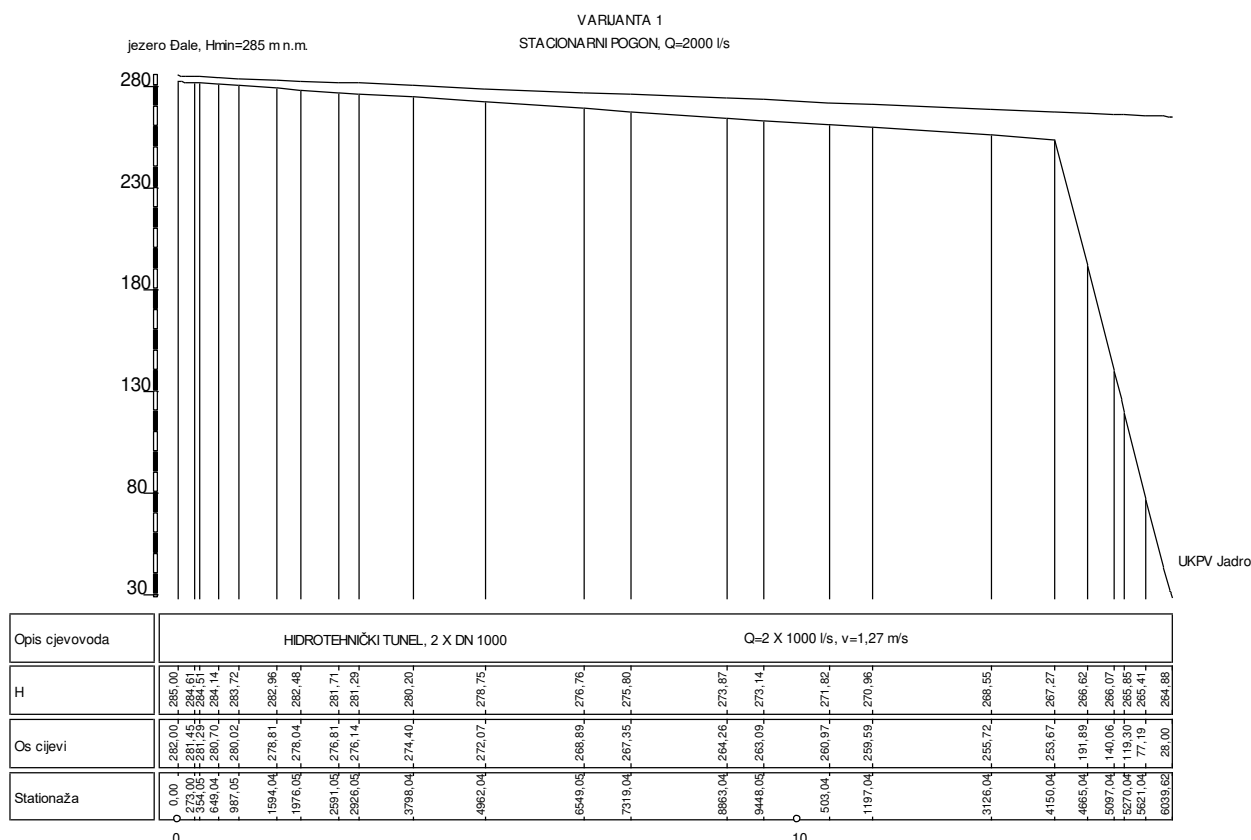 VARIJANTA 1
jezero Đale, Hmin=285 m n.m.
STACIONARNI POGON, Q=2000 l/s
280
230
180
130
80
30
UKPV Jadro
Opis cjevovoda HIDROTEHNIČKI TUNEL, 2 X DN 1000 Q=2 X 1000 l/s, v=1,27 m/s
H 285,00 284,61 284,51 284,14 283,72 282,96 282,48 281,71 281,29 280,20 278,75 276,76 275,80 273,87 273,14 271,82 270,96 268,55 267,27 266,62 266,07 265,85 265,41 264,88
Os cijevi 282,00 281,45 281,29 280,70 280,02 278,81 278,04 276,81 276,14 274,40 272,07 268,89 267,35 264,26 263,09 260,97 259,59 255,72 253,67 191,89 140,06 119,30 77,19 28,00
Stationaža 0,00 273,00 354,05 649,04 987,05 1594,04 1976,05 2591,05 2926,05 3798,04 4962,04 6549,05 7319,04 8863,04 9448,05 503,04 1197,04 3126,04 4150,04 4665,04 5097,04 5270,04 5621,04 6039,62
0 10